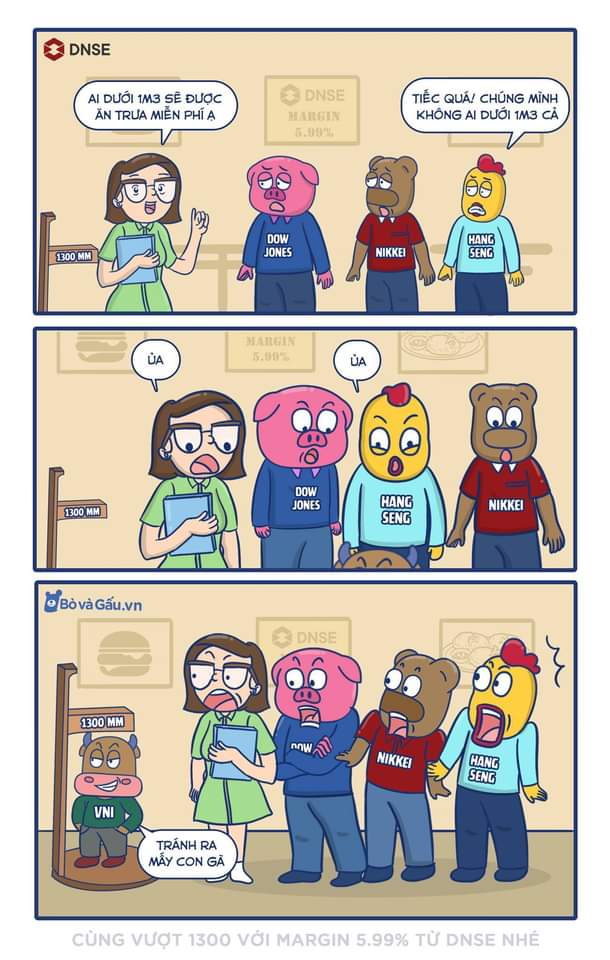 DNSE
AI DƯỚI 1M3 SẼ ĐƯỢC
ĂN TRƯA MIỄN PHÍ Ạ
DNSE
MARGIN
5.99%
TIẾC QUÁ! CHÚNG MÌNH
KHÔNG AI DƯỚI 1M3 CẢ
1300 MM
DOW
JONES
NIKKEI
HANG
SENG
MARGIN
5.99%
ỦA
ỦA
1300 MM
DOW
JONES
HANG
SENG
NIKKEI
BòvàGấu.vn
DNSE
1300 MM
VNI
DOW
NIKKEI
HANG
SENG
TRÁNH RA
MẤY CON GÀ
CÙNG VƯỢT 1300 VỚI MARGIN 5.99% TỪ DNSE NHÉ